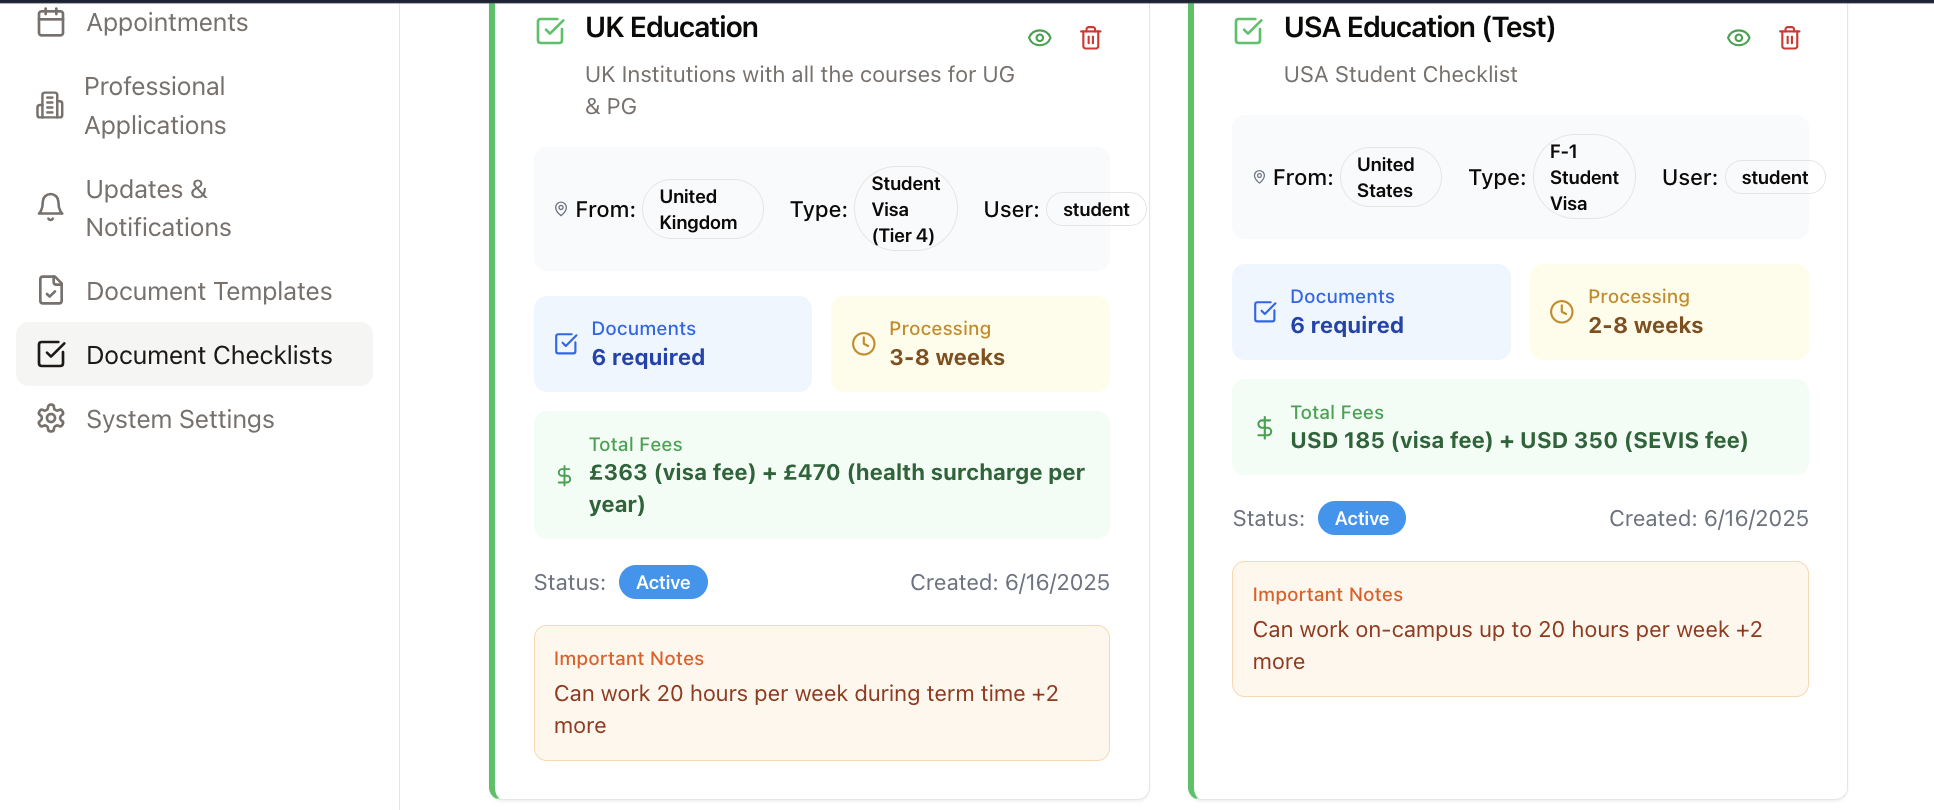 Appointments
Professional
Applications
Updates &
Notifications
Document Templates
Document Checklists
System Settings
UK Education
UK Institutions with all the courses for UG
& PG
From:
United
Kingdom
Type:
Student
Visa
(Tier 4)
User:
student
Documents
6 required
Processing
3-8 weeks
Total Fees
£363 (visa fee) + £470 (health surcharge per
year)
Status:
Active
Created: 6/16/2025
Important Notes
Can work 20 hours per week during term time +2
more
USA Education (Test)
USA Student Checklist
From:
United
States
Type:
F-1
Student
Visa
User:
student
Documents
6 required
Processing
2-8 weeks
Total Fees
USD 185 (visa fee) + USD 350 (SEVIS fee)
Status:
Active
Created: 6/16/2025
Important Notes
Can work on-campus up to 20 hours per week +2
more